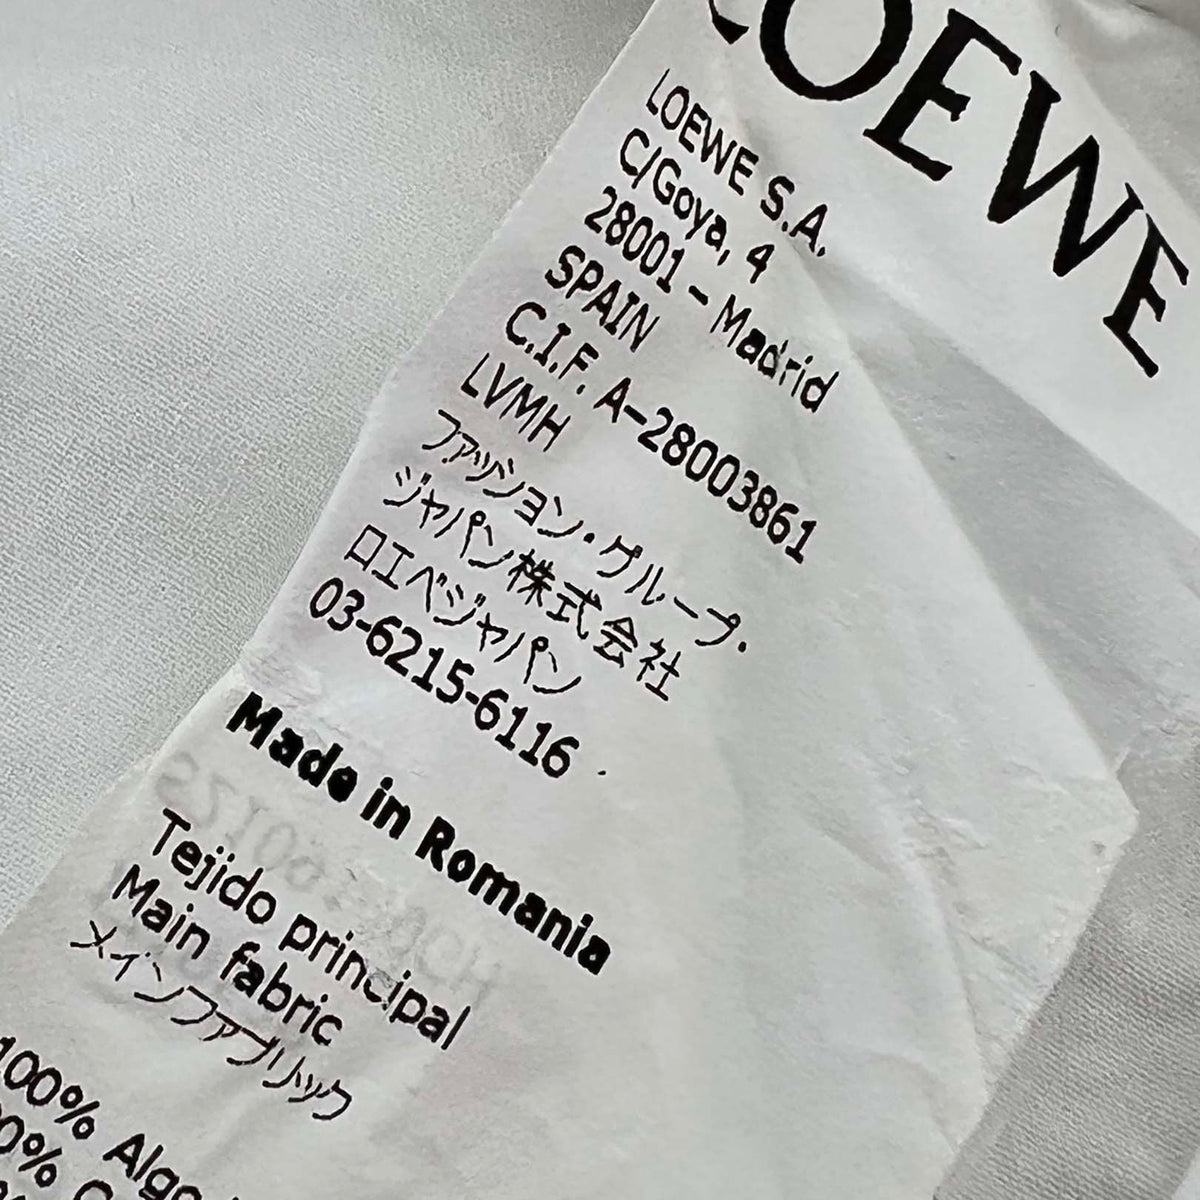 LOEWE
LOEWE S.A.
C/Goya, 4
28001 - Madrid
SPAIN
C.I.F. A-28003861
LVMH
ファッション・グループ・
ジャパン株式会社
ロエベジャパン
03-6215-6116
Made in Romania
Tejido principal
Main fabric
メインファブリック
100% Algo